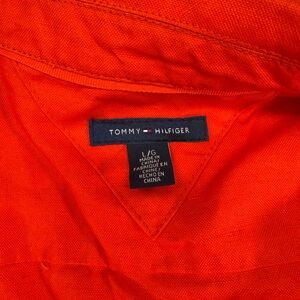 TOMMY HILFIGER
L/G
MADE IN
CHINA/
FABRIQUÉ EN
CHINE/
HECHO EN
CHINA